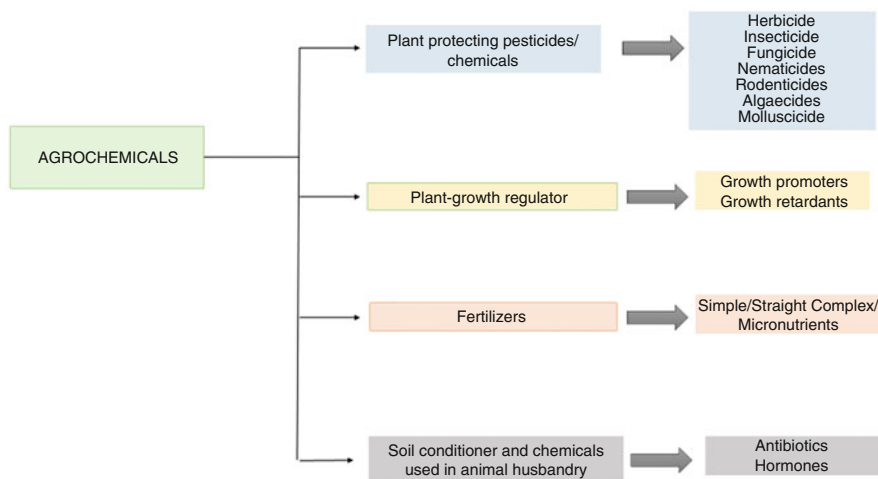 AGROCHEMICALS
Plant protecting pesticides/
chemicals
Herbicide
Insecticide
Fungicide
Nematicides
Rodenticides
Algaecides
Molluscicide
Plant-growth regulator
Growth promoters
Growth retardants
Fertilizers
Simple/Straight Complex/
Micronutrients
Soil conditioner and chemicals
used in animal husbandry
Antibiotics
Hormones